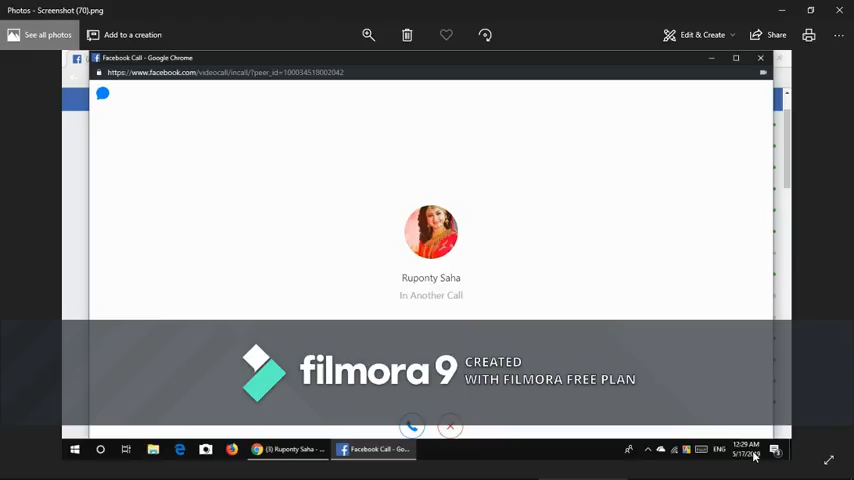 Photos - Screenshot (70).png
See all photos
Add to a creation
Edit & Create
Share
Facebook Call - Google Chrome
https://www.facebook.com/videocall/incall/?peer_id=100034518002042
Ruponty Saha
In Another Call
filmora 9
CREATED
WITH FILMORA FREE PLAN
(3) Ruponty Saha - ...
Facebook Call - Go...
ENG
12:29 AM